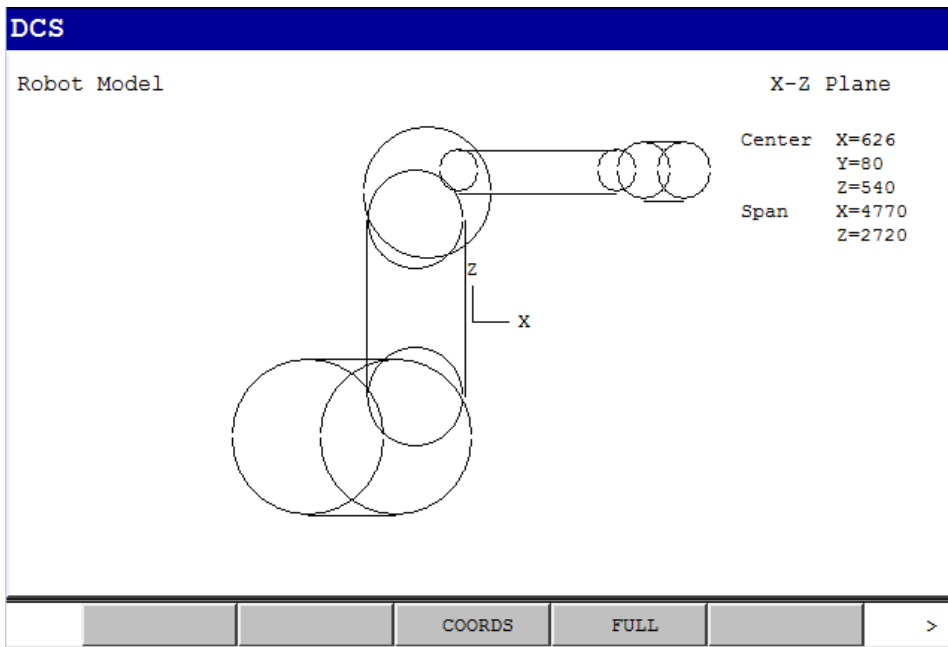 DCS
Robot Model X-Z Plane
Center X=626
Y=80
Z=540
Span X=4770
Z=2720
Z
X
COORDS FULL >